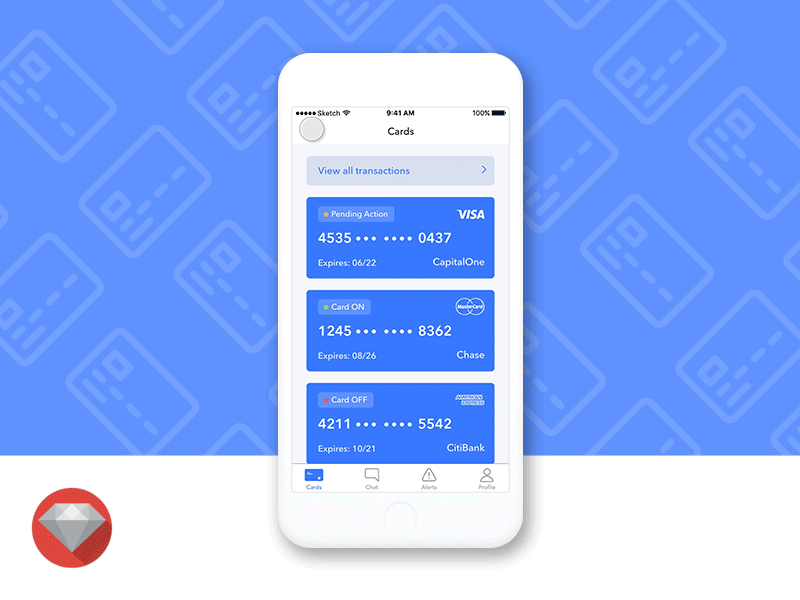 ●●●●● Sketch 9:41 AM 100%
Cards
View all transactions
Pending Action VISA
4535 ••• •••• 0437
Expires: 06/22 CapitalOne
Card ON MasterCard
1245 ••• •••• 8362
Expires: 08/26 Chase
Card OFF AMERICAN EXPRESS
4211 ••• •••• 5542
Expires: 10/21 CitiBank
Cards Chat Alerts Profile